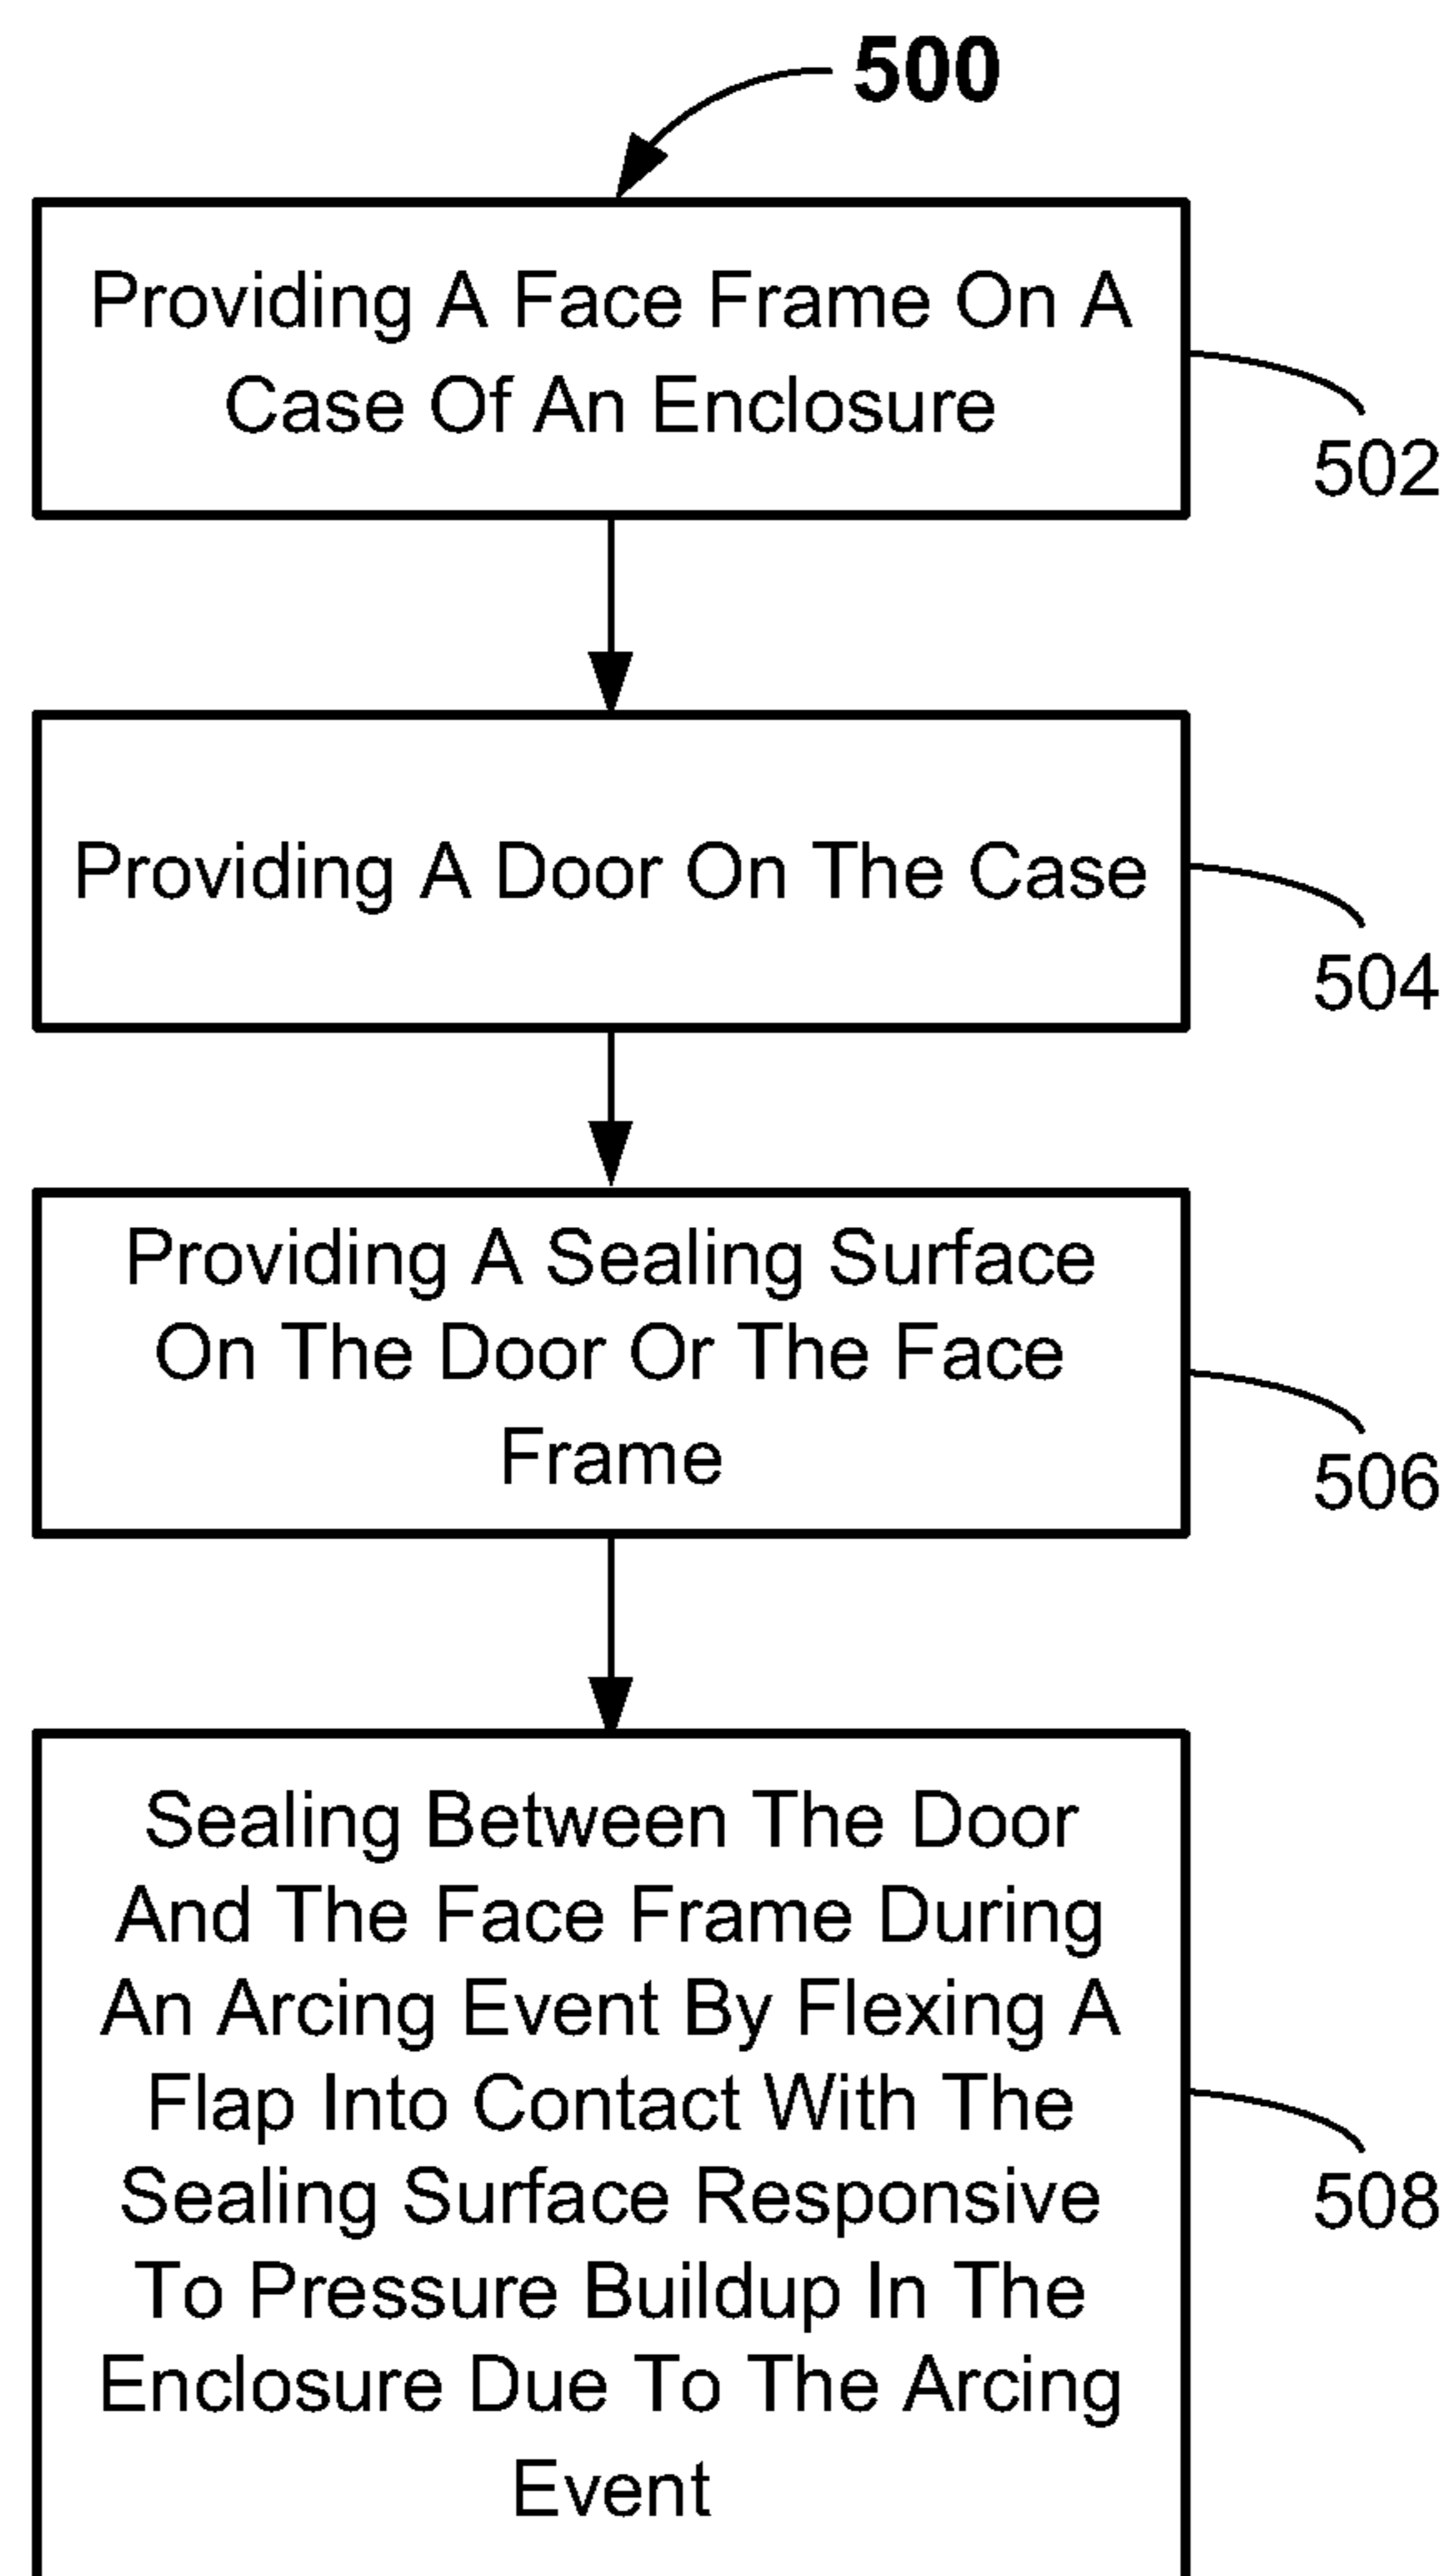 500
Providing A Face Frame On A
Case Of An Enclosure
502
Providing A Door On The Case
504
Providing A Sealing Surface
On The Door Or The Face
Frame
506
Sealing Between The Door
And The Face Frame During
An Arcing Event By Flexing A
Flap Into Contact With The
Sealing Surface Responsive
To Pressure Buildup In The
Enclosure Due To The Arcing
Event
508